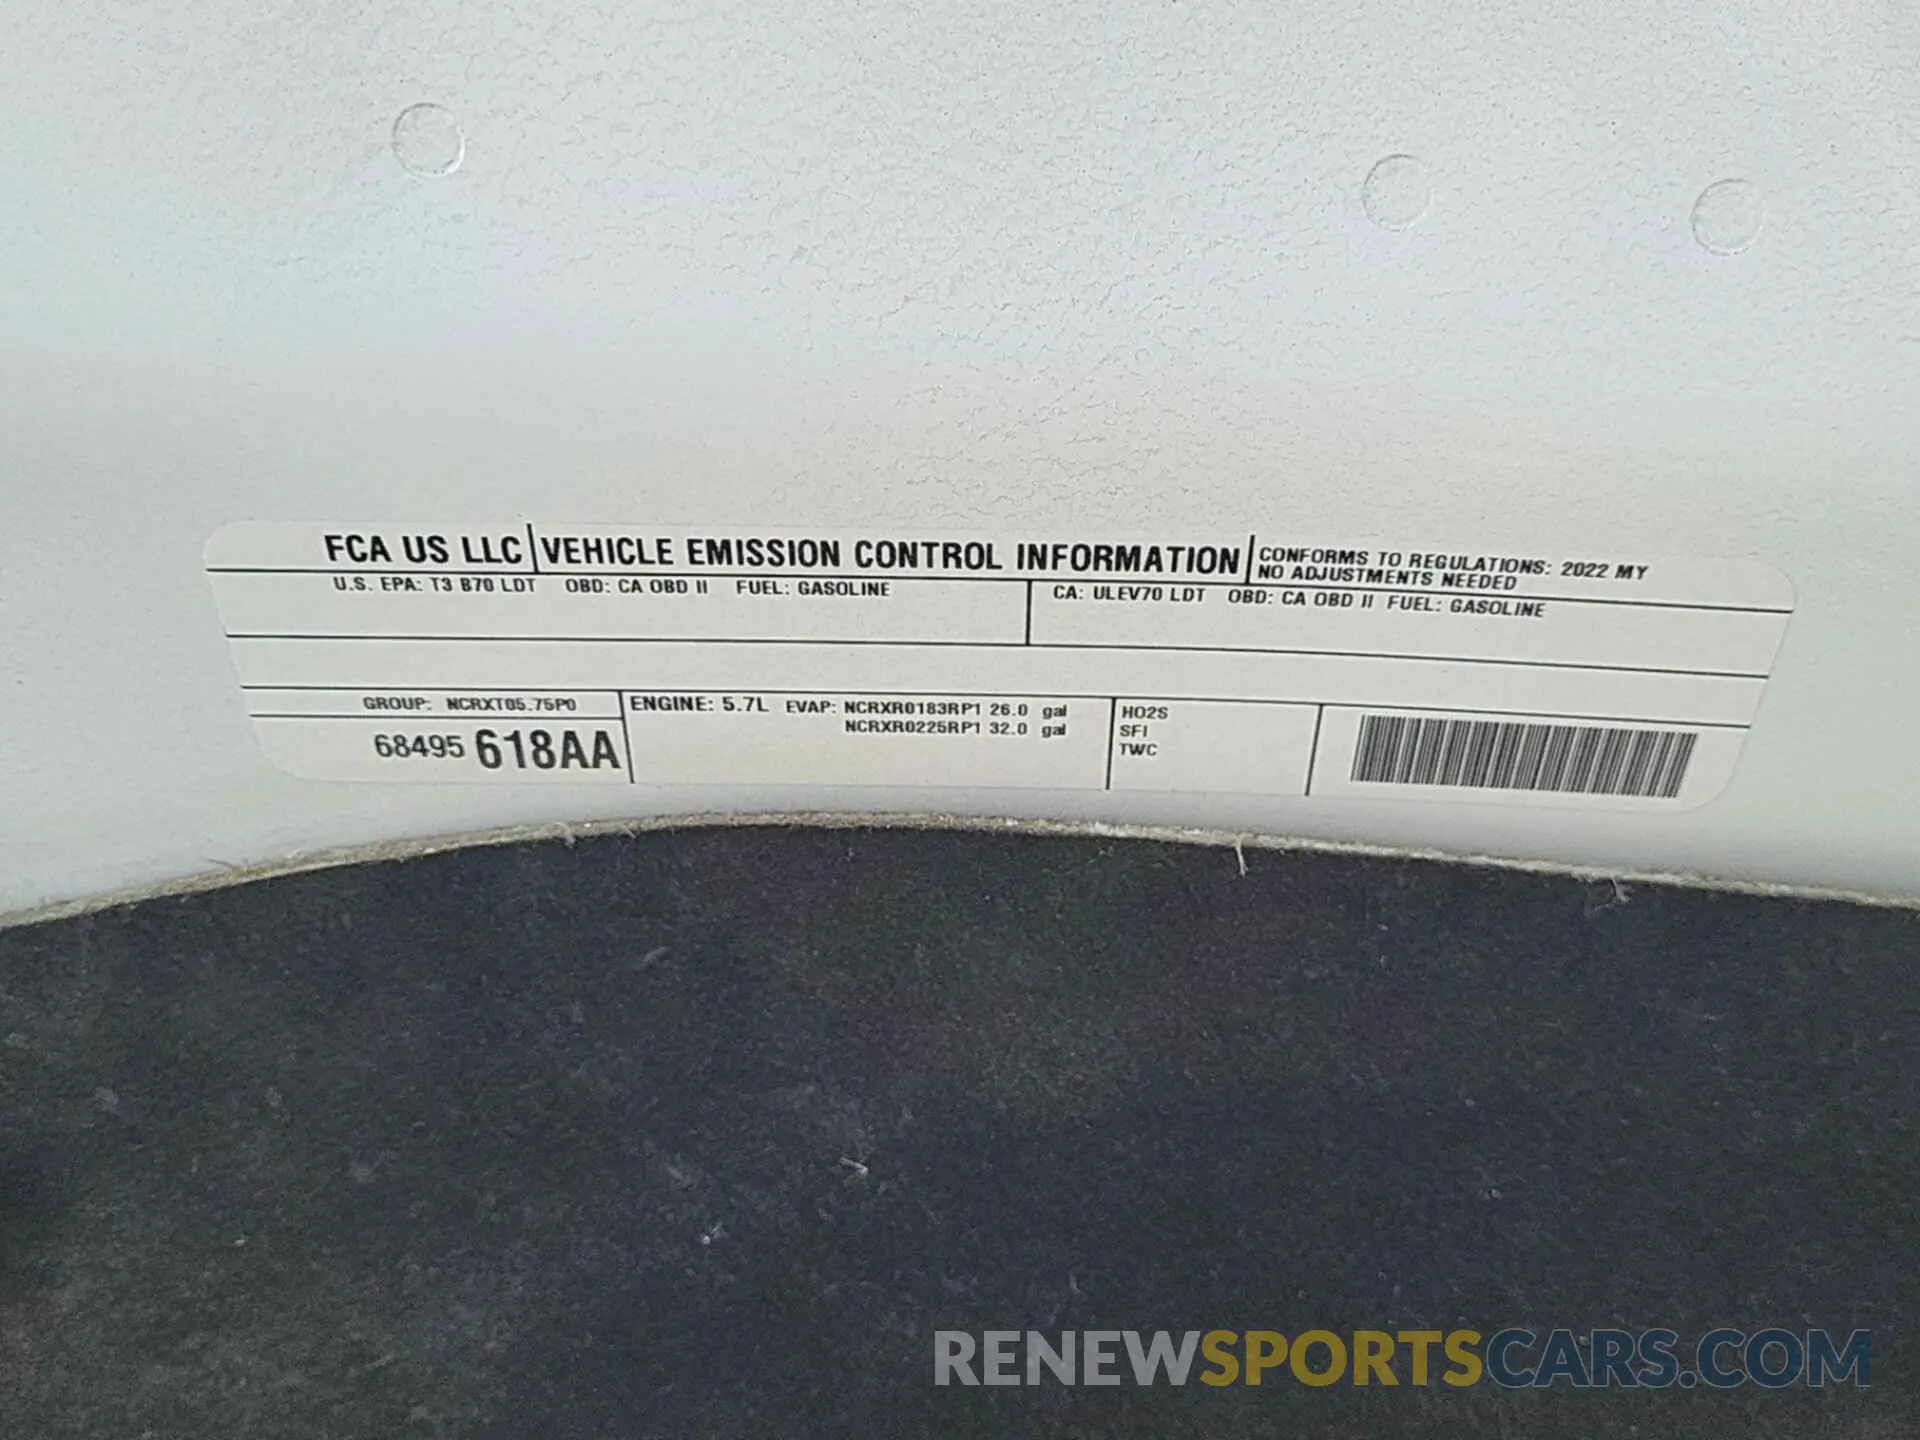 FCA US LLC VEHICLE EMISSION CONTROL INFORMATION CONFORMS TO REGULATIONS: 2022 MY
NO ADJUSTMENTS NEEDED
U.S. EPA: T3 B70 LDT OBD: CA OBD II FUEL: GASOLINE CA: ULEV70 LDT OBD: CA OBD II FUEL: GASOLINE
GROUP: NCRXT05.75P0 ENGINE: 5.7L EVAP: NCRXR0183RP1 26.0 gal HO2S
NCRXR0225RP1 32.0 gal SFI
68495 618AA TWC
RENEWSPORTSCARS.COM